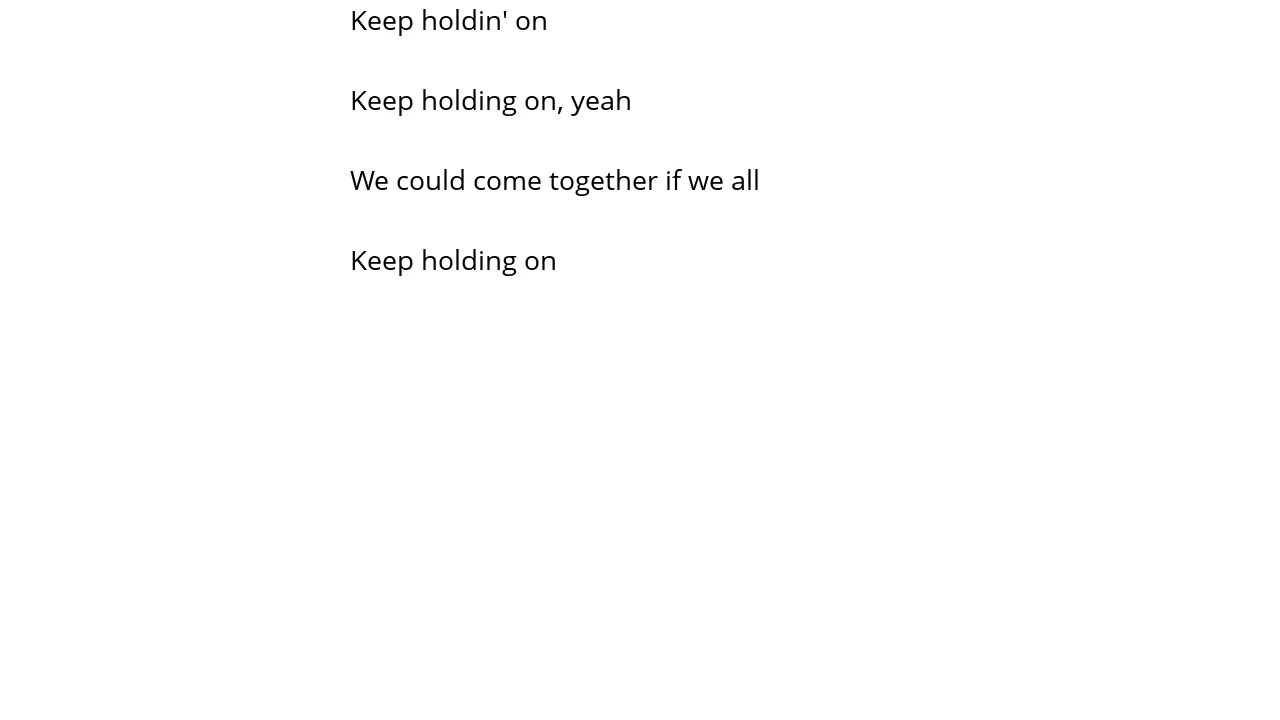 Keep holdin' on
Keep holding on, yeah
We could come together if we all
Keep holding on